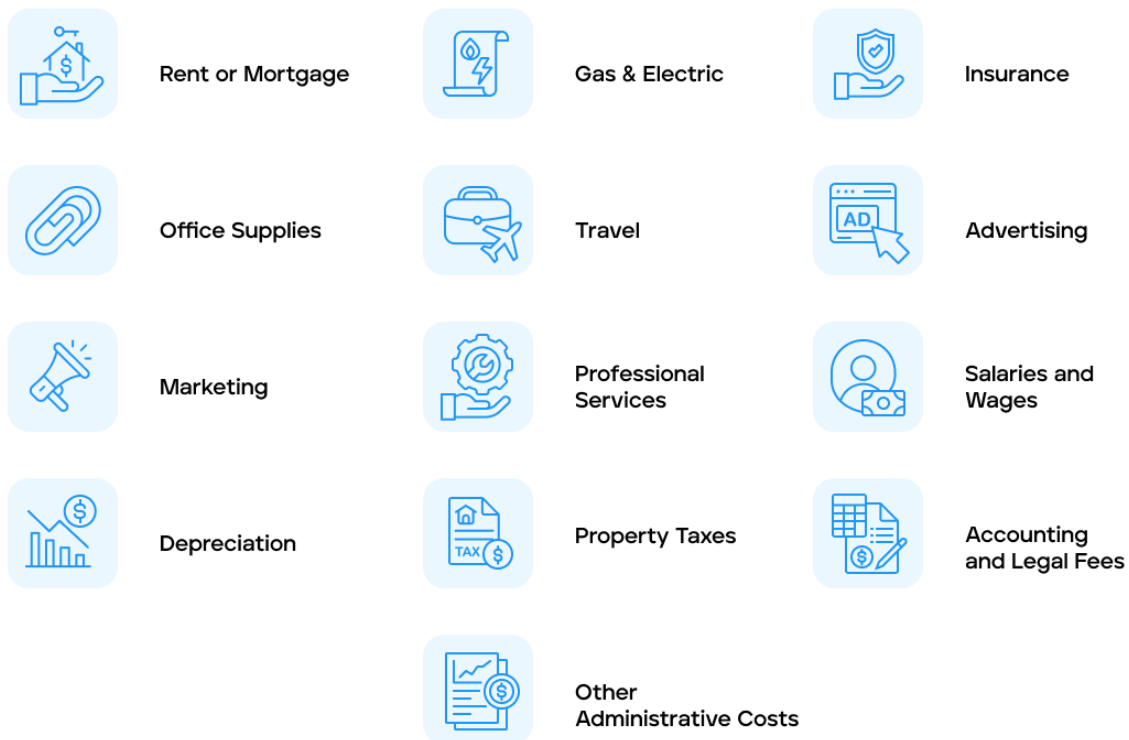 Rent or Mortgage
Gas & Electric
Insurance
Office Supplies
Travel
AD
Advertising
Marketing
Professional
Services
Salaries and
Wages
Depreciation
TAX
Property Taxes
Accounting
and Legal Fees
Other
Administrative Costs